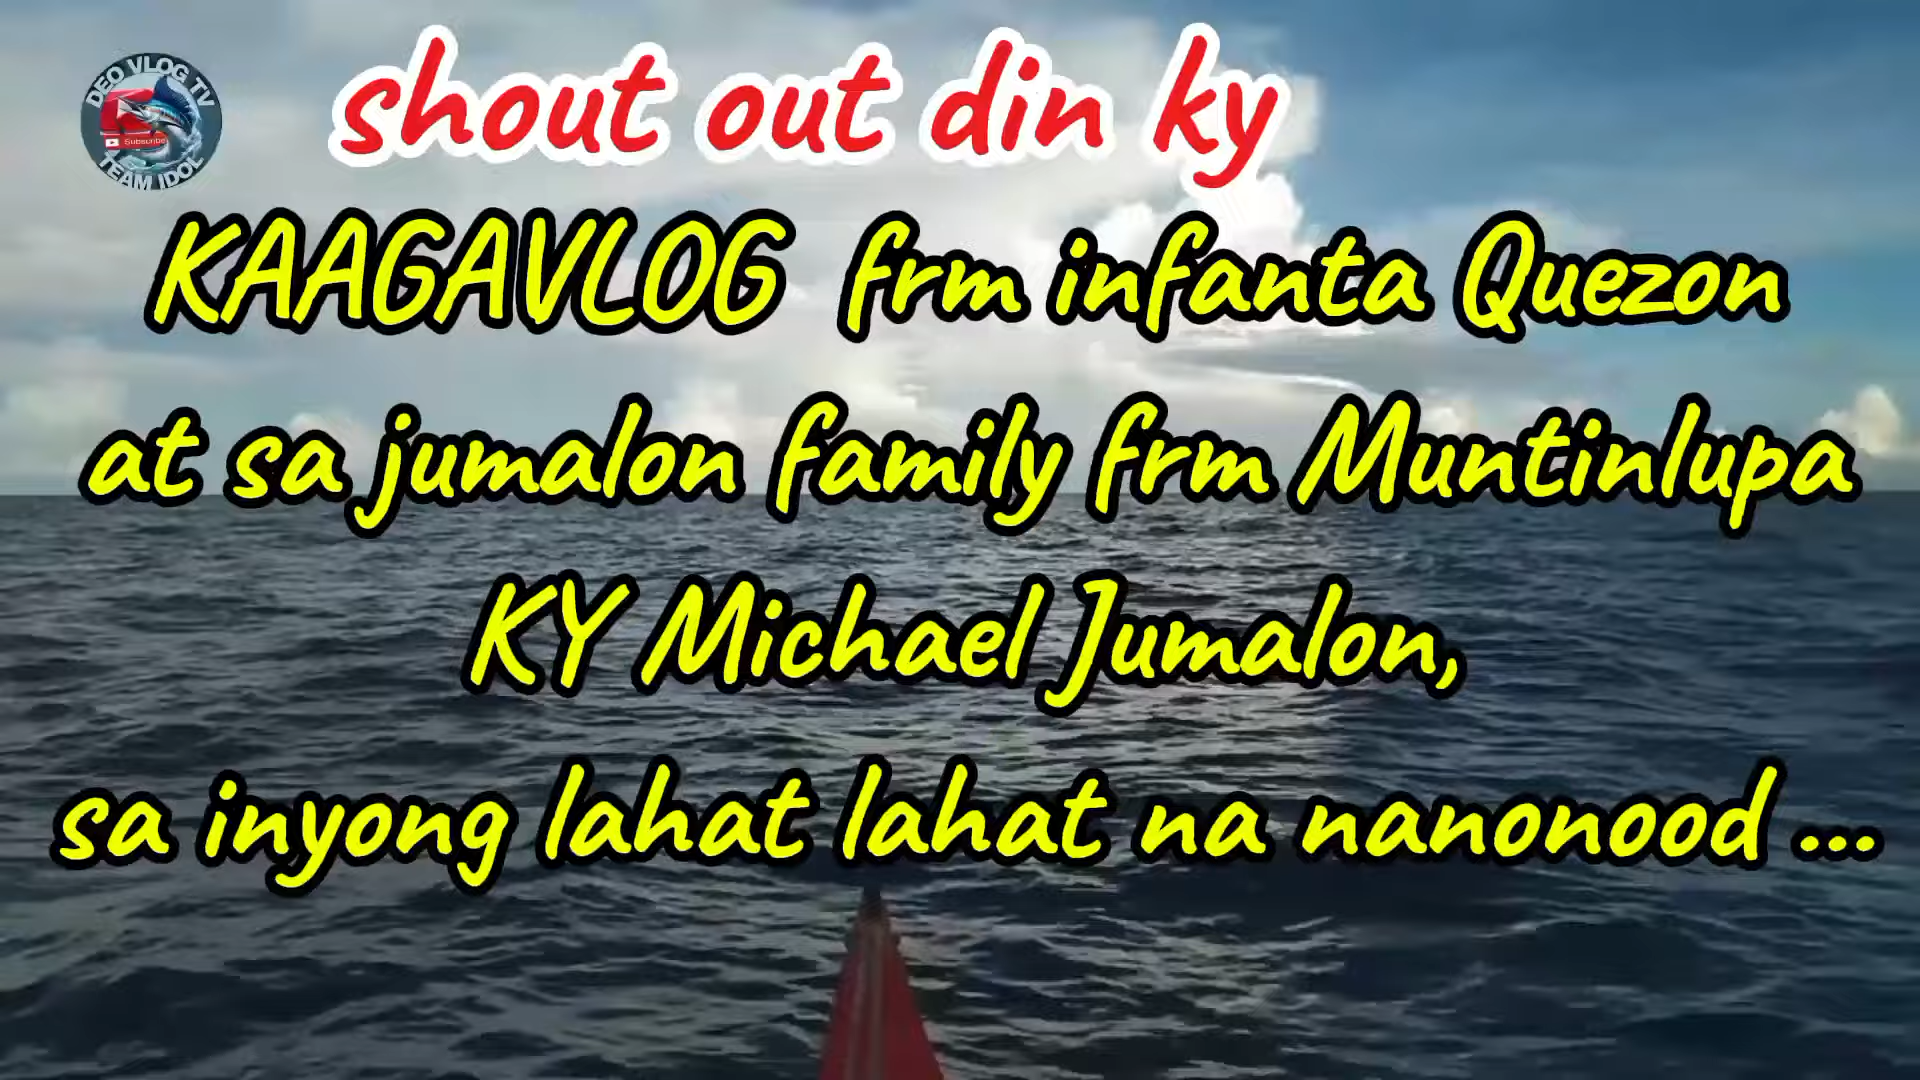 DEO VLOG TV
Subscribe
TEAM IDOL
shout out din ky
KAAGAVLOG frm infanta Quezon
at sa jumalon family frm Muntinlupa
KY Michael Jumalon,
sa inyong lahat lahat na nanonood ...